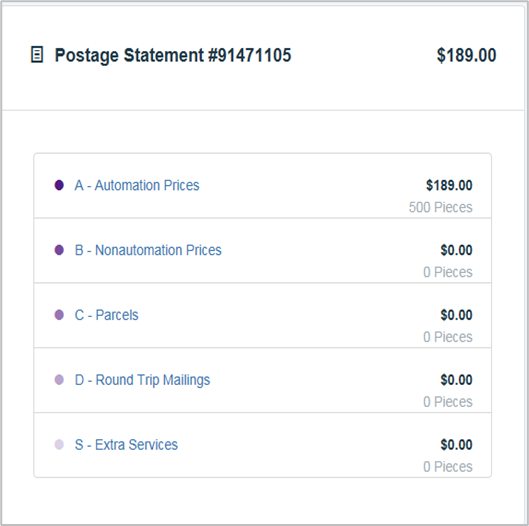 Postage Statement #91471105 $189.00
A - Automation Prices $189.00
500 Pieces
B - Nonautomation Prices $0.00
0 Pieces
C - Parcels $0.00
0 Pieces
D - Round Trip Mailings $0.00
0 Pieces
S - Extra Services $0.00
0 Pieces